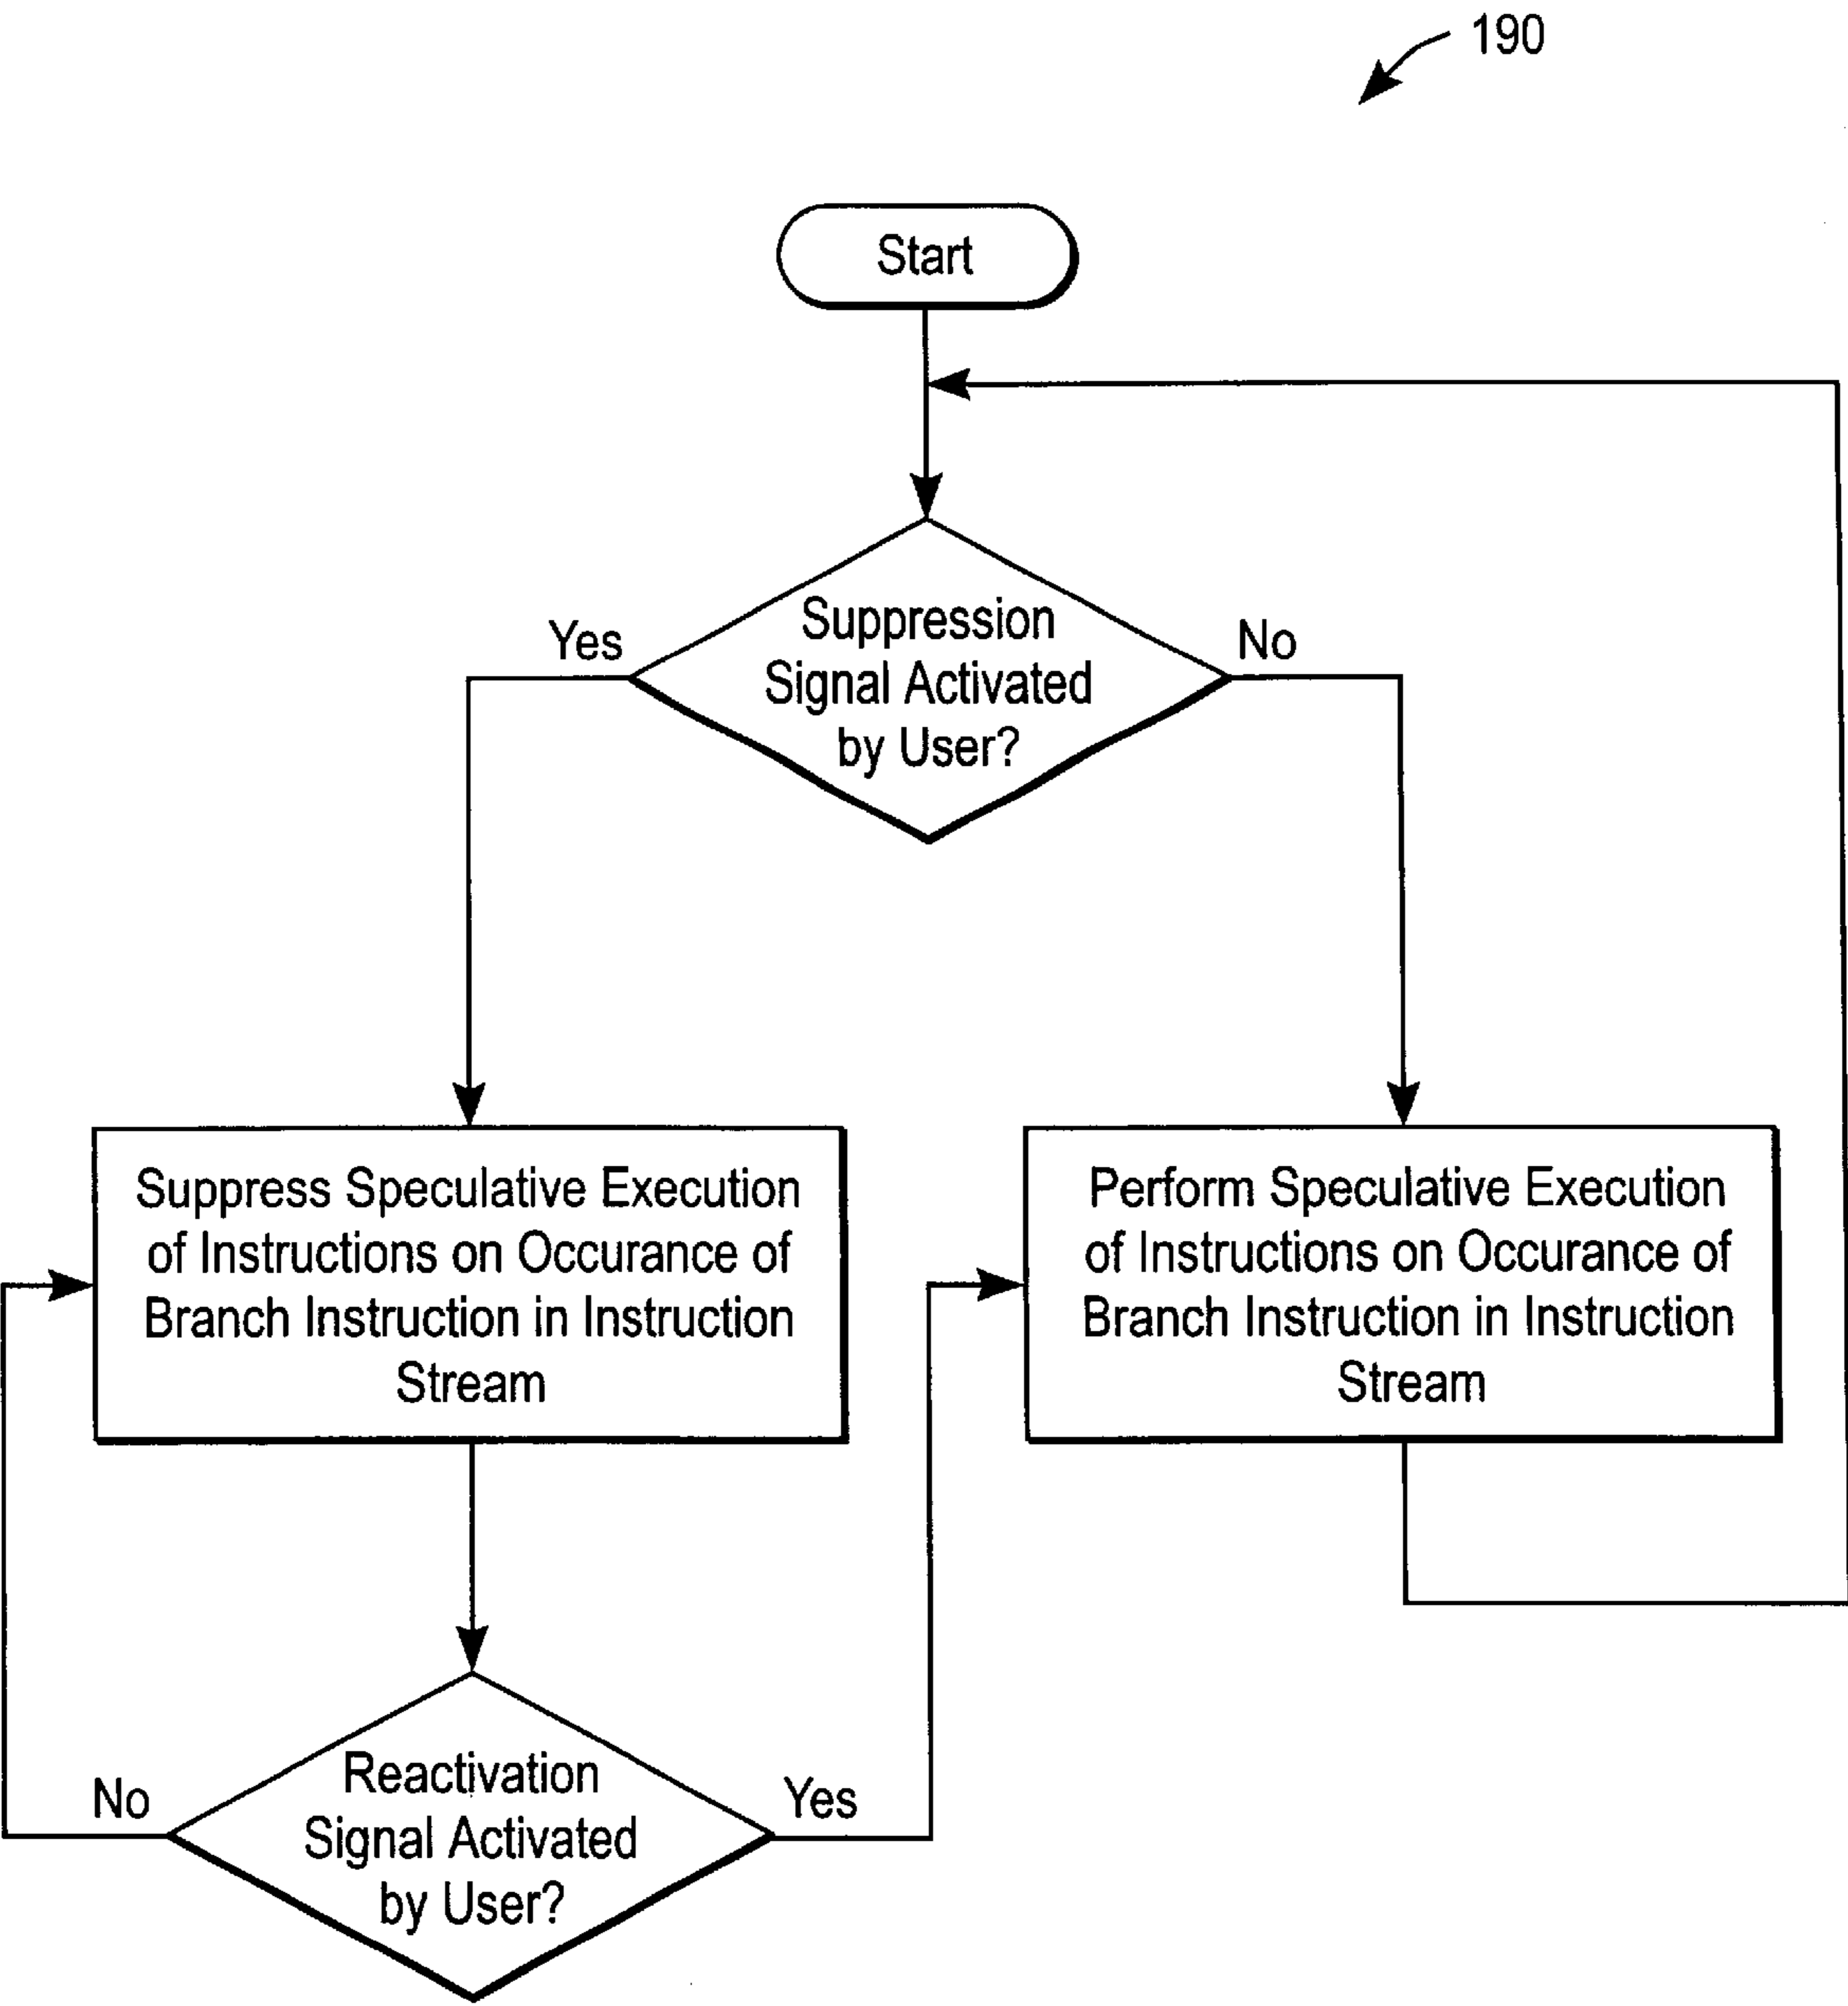 190
Start
Suppression
Signal Activated
by User?
Yes
No
Suppress Speculative Execution
of Instructions on Occurance of
Branch Instruction in Instruction
Stream
Perform Speculative Execution
of Instructions on Occurance of
Branch Instruction in Instruction
Stream
Reactivation
Signal Activated
by User?
No
Yes